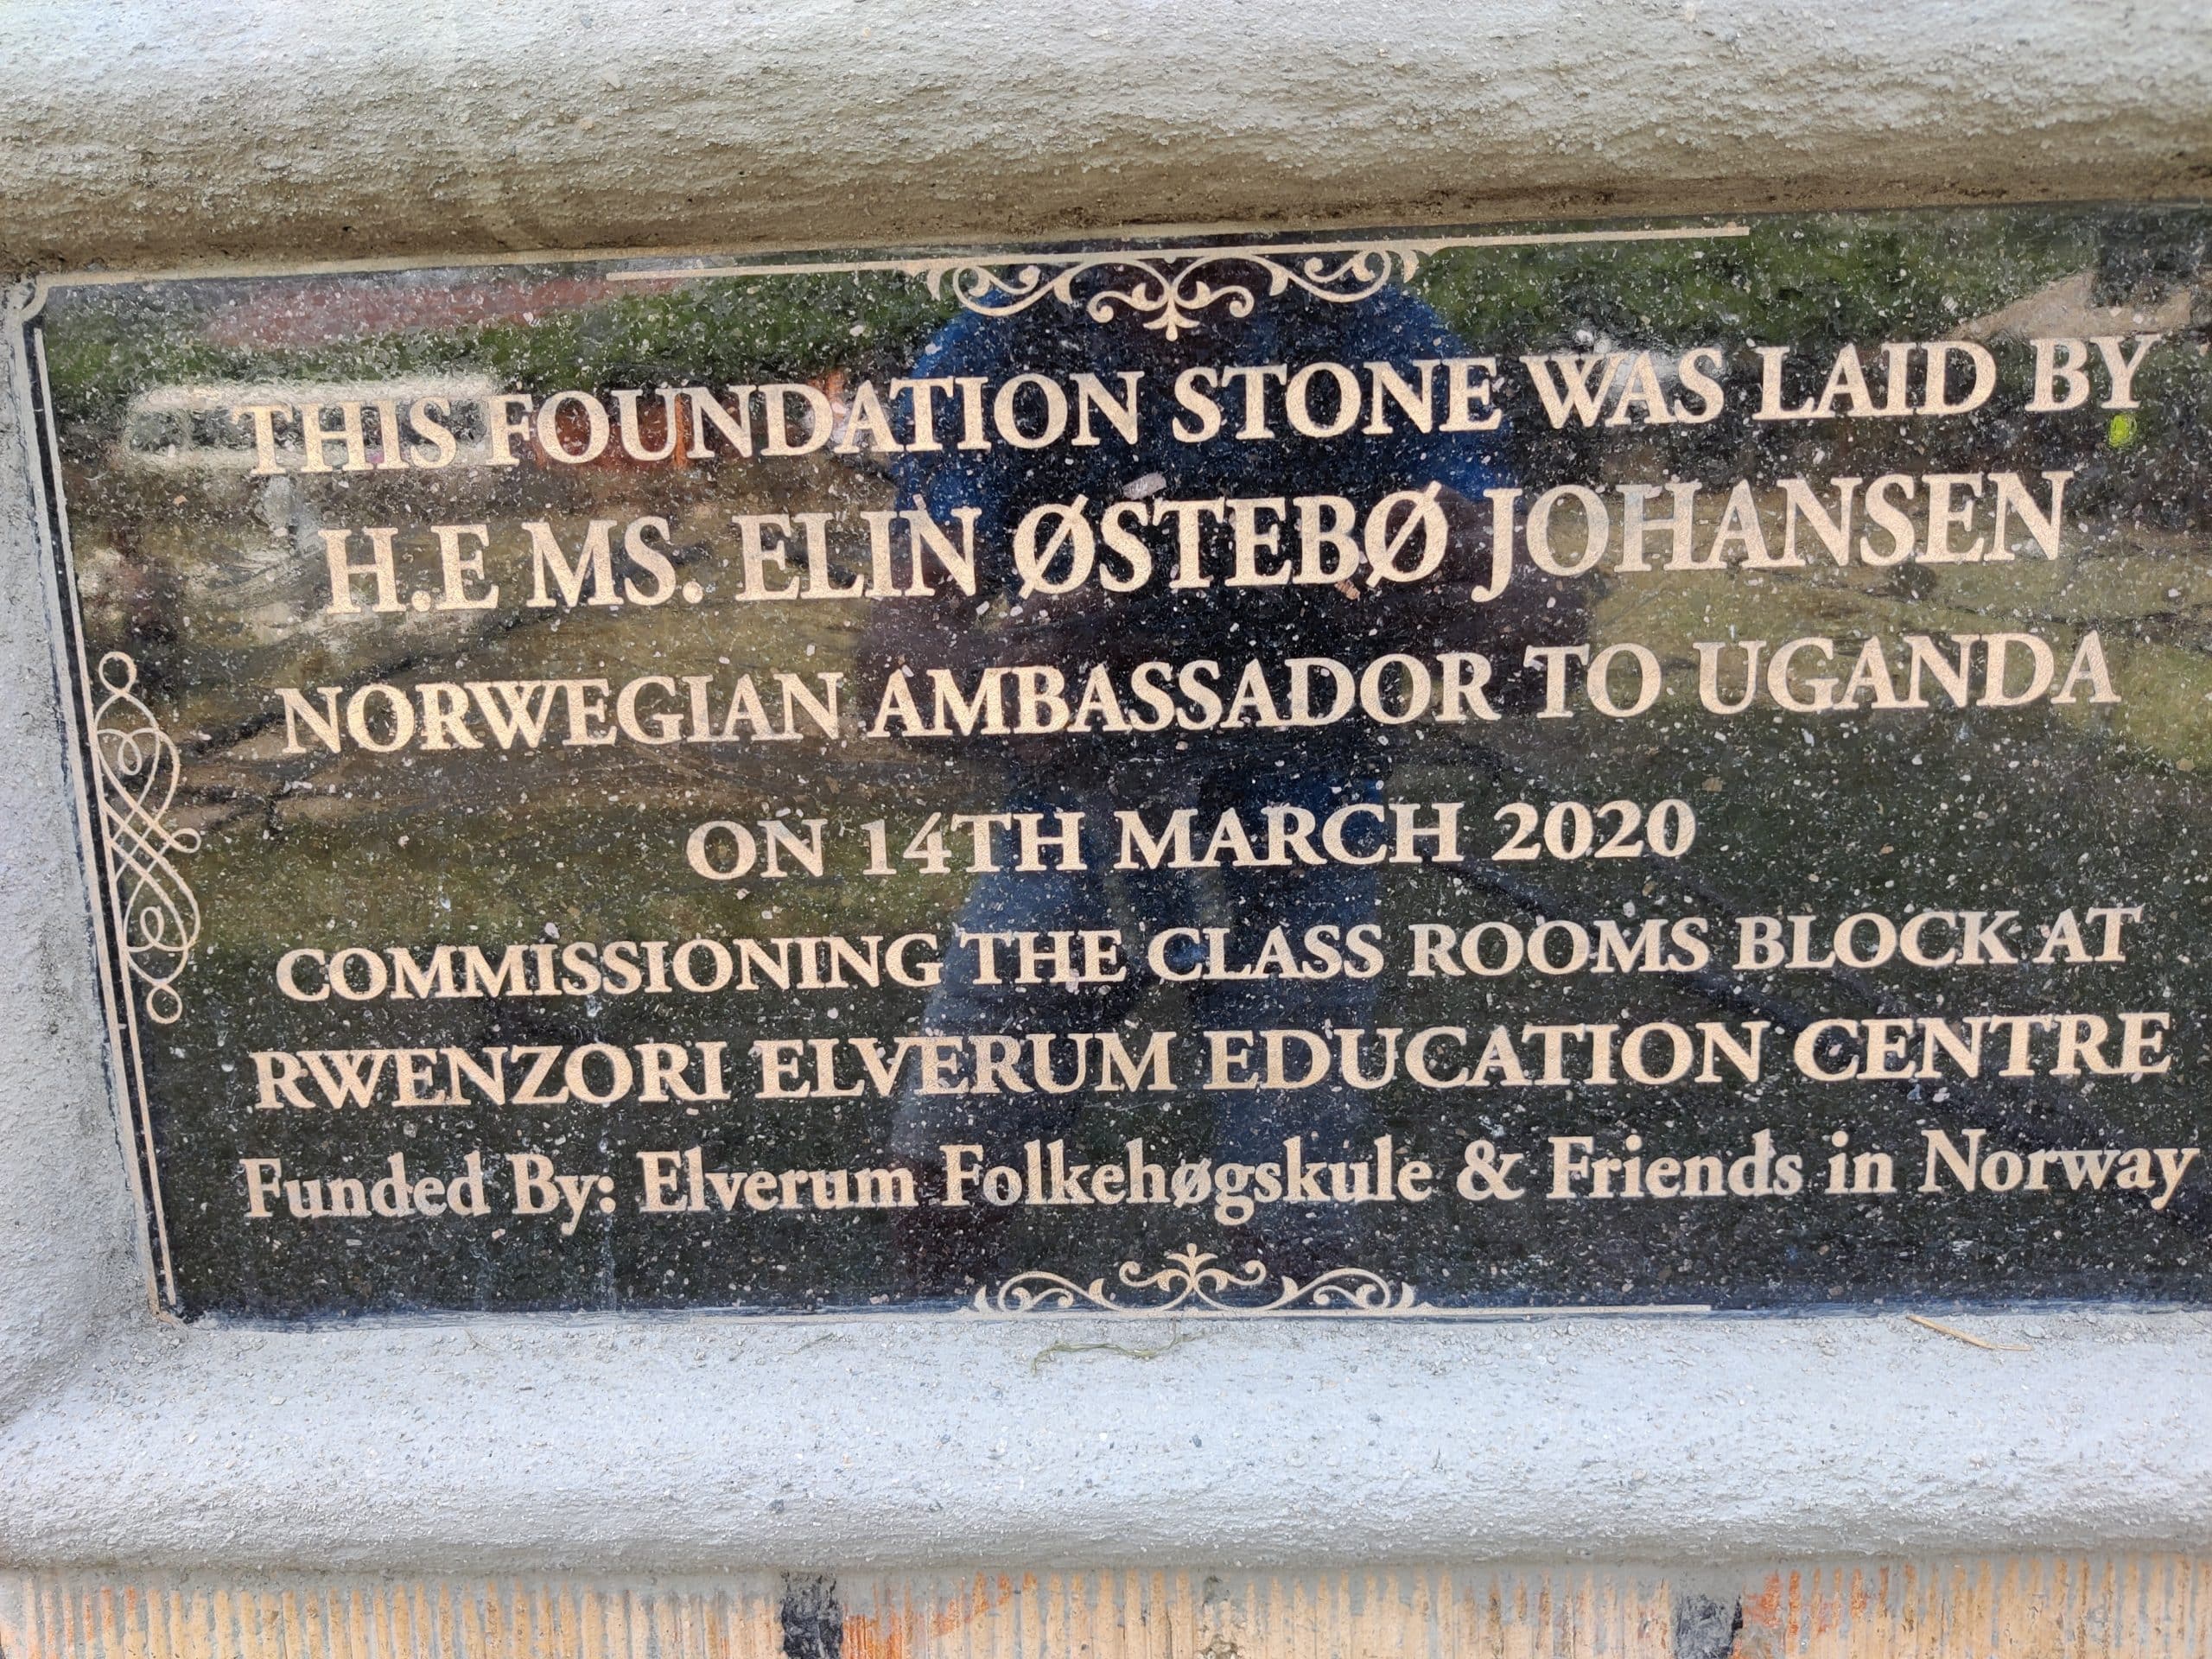 THIS FOUNDATION STONE WAS LAID BY
H.E MS. ELIN ØSTEBØ JOHANSEN
NORWEGIAN AMBASSADOR TO UGANDA
ON 14TH MARCH 2020
COMMISSIONING THE CLASS ROOMS BLOCK AT
RWENZORI ELVERUM EDUCATION CENTRE
Funded By: Elverum Folkehøgskule & Friends in Norway